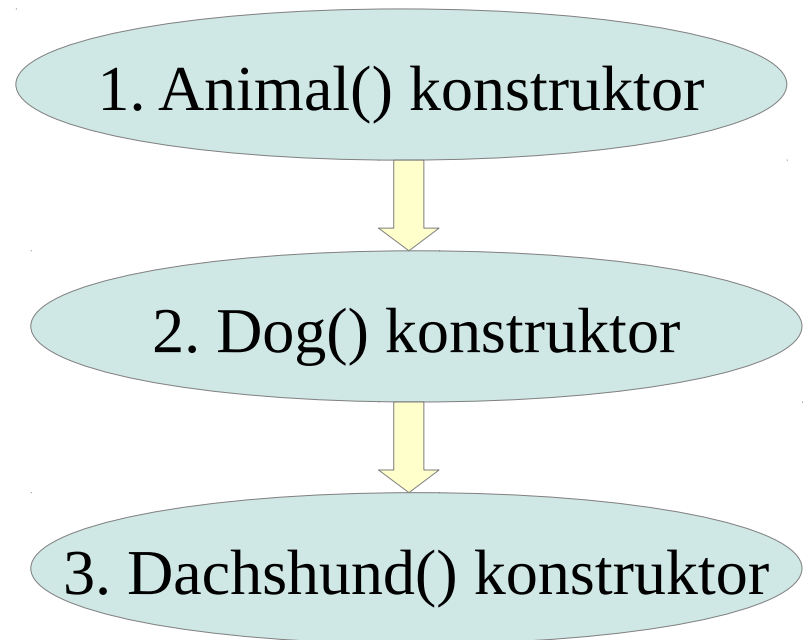 1. Animal() konstruktor
2. Dog() konstruktor
3. Dachshund() konstruktor